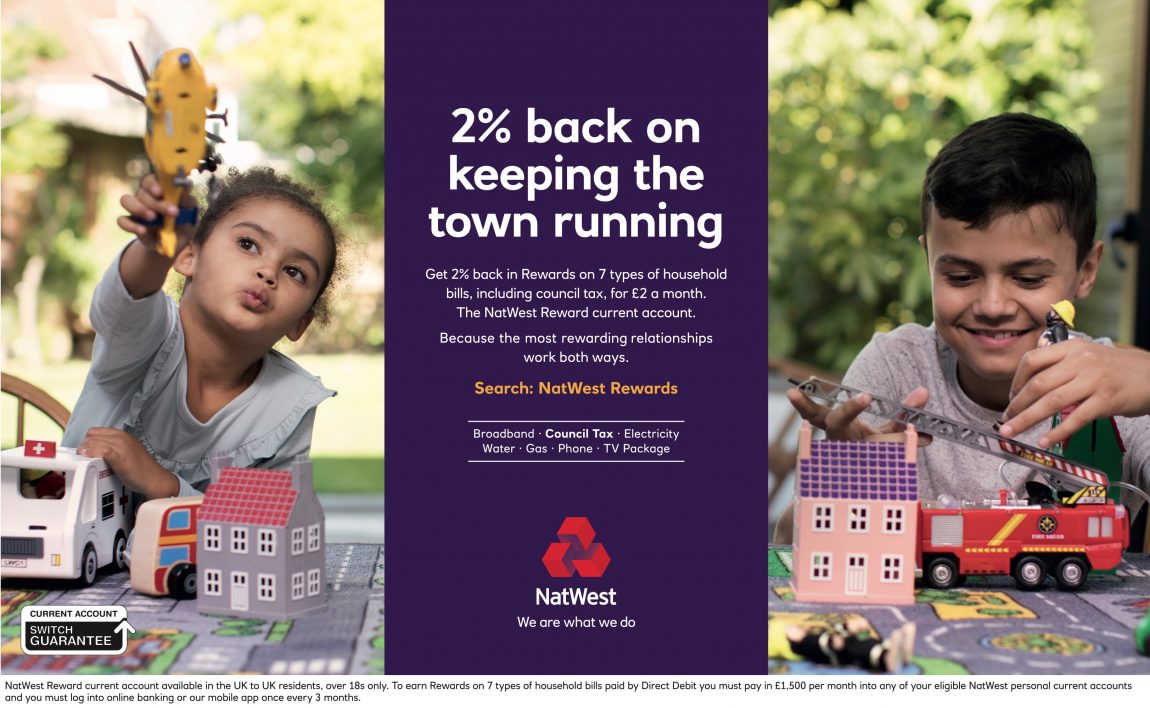 2% back on
keeping the
town running
Get 2% back in Rewards on 7 types of household
bills, including council tax, for £2 a month.
The NatWest Reward current account.
Because the most rewarding relationships
work both ways.
Search: NatWest Rewards
Broadband · Council Tax · Electricity
Water · Gas · Phone · TV Package
NatWest
We are what we do
FIRE SQUAD
FIRE SQUAD
CURRENT ACCOUNT
SWITCH
GUARANTEE
NatWest Reward current account available in the UK to UK residents, over 18s only. To earn Rewards on 7 types of household bills paid by Direct Debit you must pay in £1,500 per month into any of your eligible NatWest personal current accounts
and you must log into online banking or our mobile app once every 3 months.